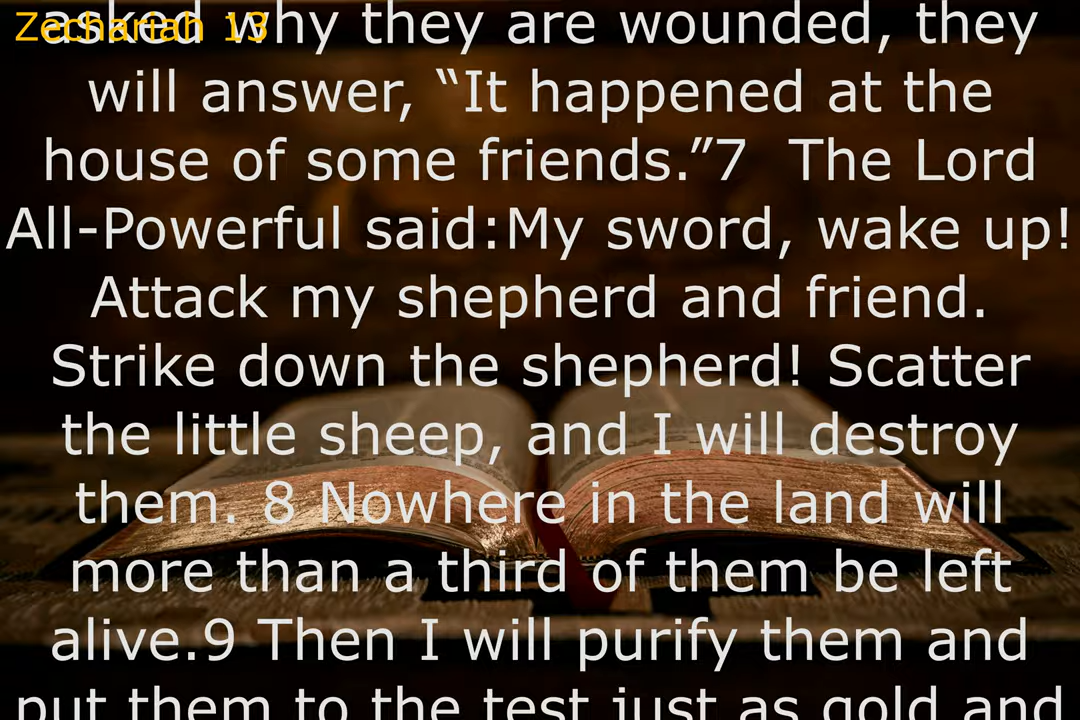 Zechariah 13
asked why they are wounded, they
will answer, “It happened at the
house of some friends.”7  The Lord
All-Powerful said:My sword, wake up!
Attack my shepherd and friend.
Strike down the shepherd! Scatter
the little sheep, and I will destroy
them. 8 Nowhere in the land will
more than a third of them be left
alive.9 Then I will purify them and
put them to the test just as gold and